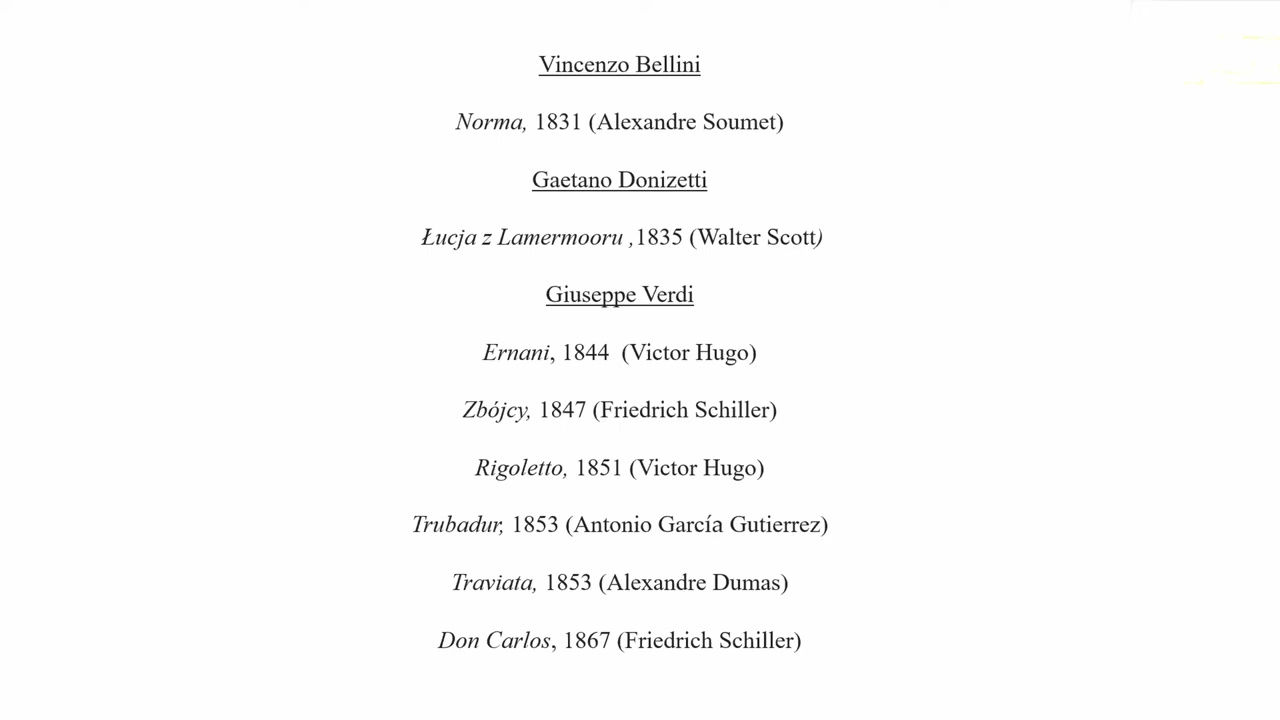 Vincenzo Bellini
Norma, 1831 (Alexandre Soumet)
Gaetano Donizetti
Łucja z Lamermooru ,1835 (Walter Scott)
Giuseppe Verdi
Ernani, 1844  (Victor Hugo)
Zbójcy, 1847 (Friedrich Schiller)
Rigoletto, 1851 (Victor Hugo)
Trubadur, 1853 (Antonio García Gutierrez)
Traviata, 1853 (Alexandre Dumas)
Don Carlos, 1867 (Friedrich Schiller)